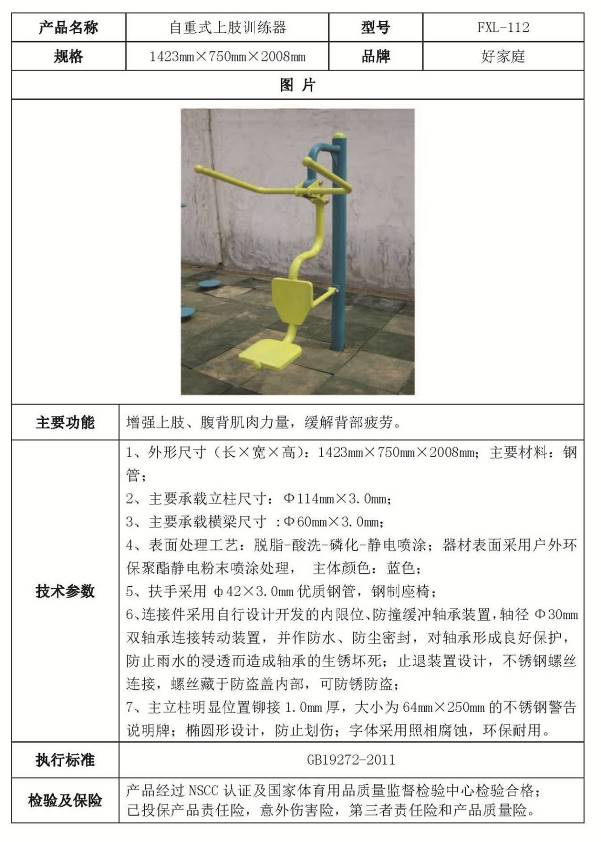 产品名称 自重式上肢训练器 型号 FXL-112
规格 1423mm×750mm×2008mm 品牌 好家庭
图 片
主要功能 增强上肢、腹背肌肉力量，缓解背部疲劳。
技术参数
1、外形尺寸（长×宽×高）：1423mm×750mm×2008mm；主要材料：钢
管；
2、主要承载立柱尺寸：Φ114mm×3.0mm；
3、主要承载横梁尺寸 :Φ60mm×3.0mm；
4、表面处理工艺：脱脂-酸洗-磷化-静电喷涂；器材表面采用户外环
保聚酯静电粉末喷涂处理， 主体颜色：蓝色；
5、扶手采用 φ42×3.0mm 优质钢管，钢制座椅；
6、连接件采用自行设计开发的内限位、防撞缓冲轴承装置，轴径 Φ30mm
双轴承连接转动装置，并作防水、防尘密封，对轴承形成良好保护，
防止雨水的浸透而造成轴承的生锈坏死；止退装置设计，不锈钢螺丝
连接，螺丝藏于防盗盖内部，可防锈防盗；
7、主立柱明显位置铆接 1.0mm 厚，大小为 64mm×250mm 的不锈钢警告
说明牌；椭圆形设计，防止划伤；字体采用照相腐蚀，环保耐用。
执行标准 GB19272-2011
检验及保险
产品经过 NSCC 认证及国家体育用品质量监督检验中心检验合格；
己投保产品责任险，意外伤害险，第三者责任险和产品质量险。